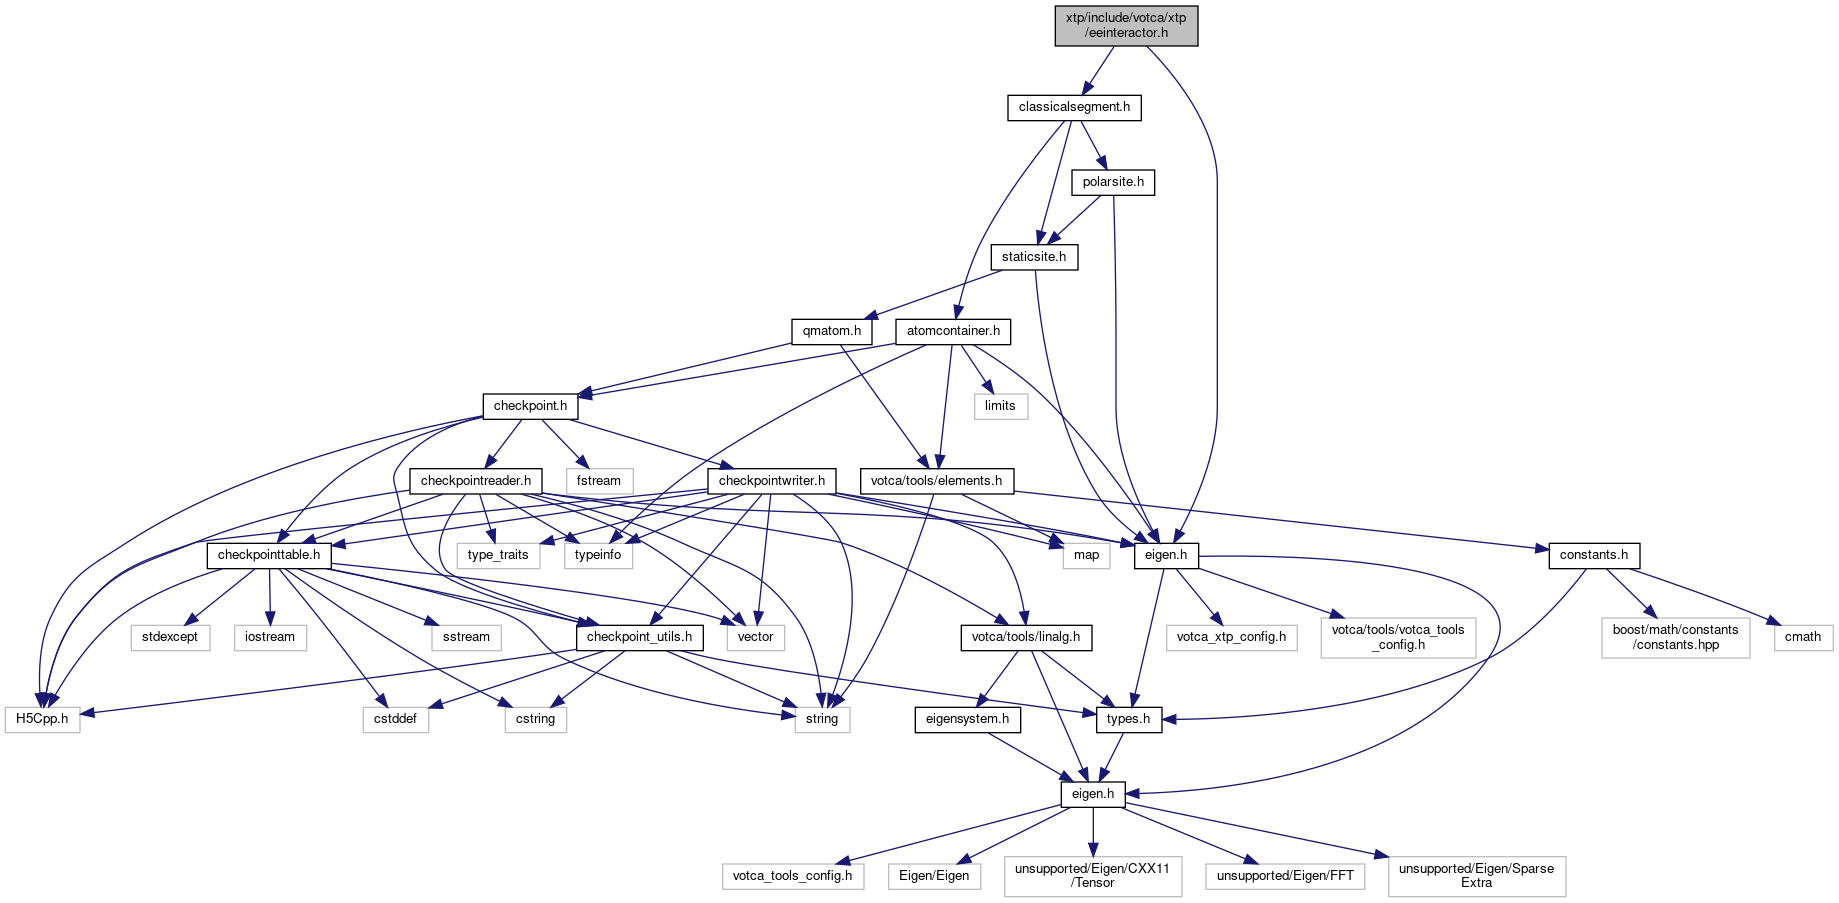 xtp/include/votca/xtp
/eeinteractor.h
classicalsegment.h
polarsite.h
staticsite.h
qmatom.h
atomcontainer.h
checkpoint.h
limits
checkpointreader.h
fstream
checkpointwriter.h
votca/tools/elements.h
checkpointtable.h
type_traits
typeinfo
map
eigen.h
constants.h
stdexcept
iostream
sstream
checkpoint_utils.h
vector
votca/tools/linalg.h
votca_xtp_config.h
votca/tools/votca_tools
_config.h
boost/math/constants
/constants.hpp
cmath
H5Cpp.h
cstddef
cstring
string
eigensystem.h
types.h
eigen.h
votca_tools_config.h
Eigen/Eigen
unsupported/Eigen/CXX11
/Tensor
unsupported/Eigen/FFT
unsupported/Eigen/Sparse
Extra